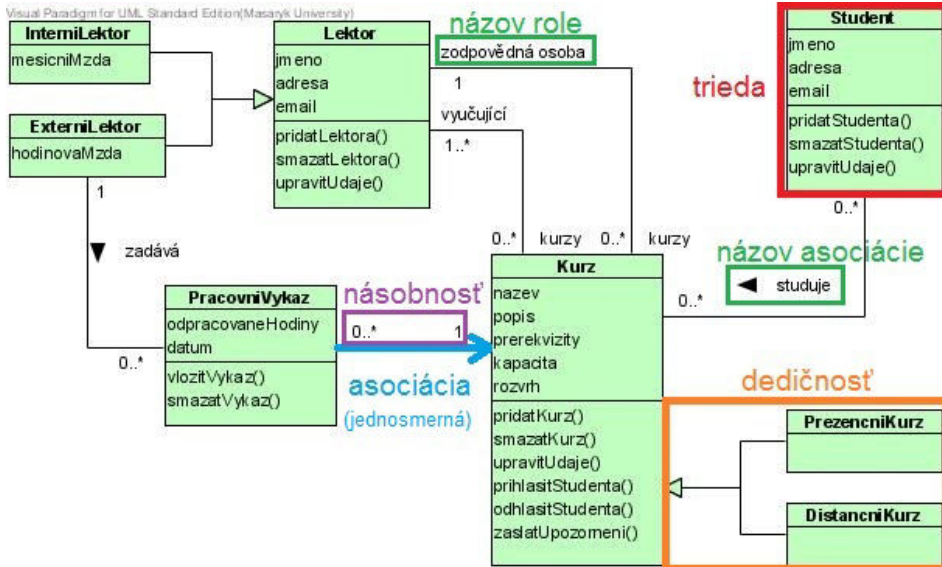 Visual Paradigm for UML Standard Edition(Masaryk University)
InterniLektor
mesicniMzda
ExterniLektor
hodinovaMzda
1
zadává
0..*
Lektor
jmeno
adresa
email
pridatLektora()
smazatLektora()
upravitUdaje()
názov role
zodpovědná osoba
1
vyučující
1..*
0..* kurzy 0..* kurzy
trieda
Student
jmeno
adresa
email
pridatStudenta()
smazatStudenta()
upravitUdaje()
0..*
názov asociácie
studuje
0..*
PracovniVykaz
odpracovaneHodiny
datum
vlozitVykaz()
smazatVykaz()
násobnosť
0..* 1
asociácia
(jednosmerná)
Kurz
nazev
popis
prerekvizity
kapacita
rozvrh
pridatKurz()
smazatKurz()
upravitUdaje()
prihlasitStudenta()
odhlasitStudenta()
zaslatUpozorneni()
dedičnosť
PrezencniKurz
DistancniKurz